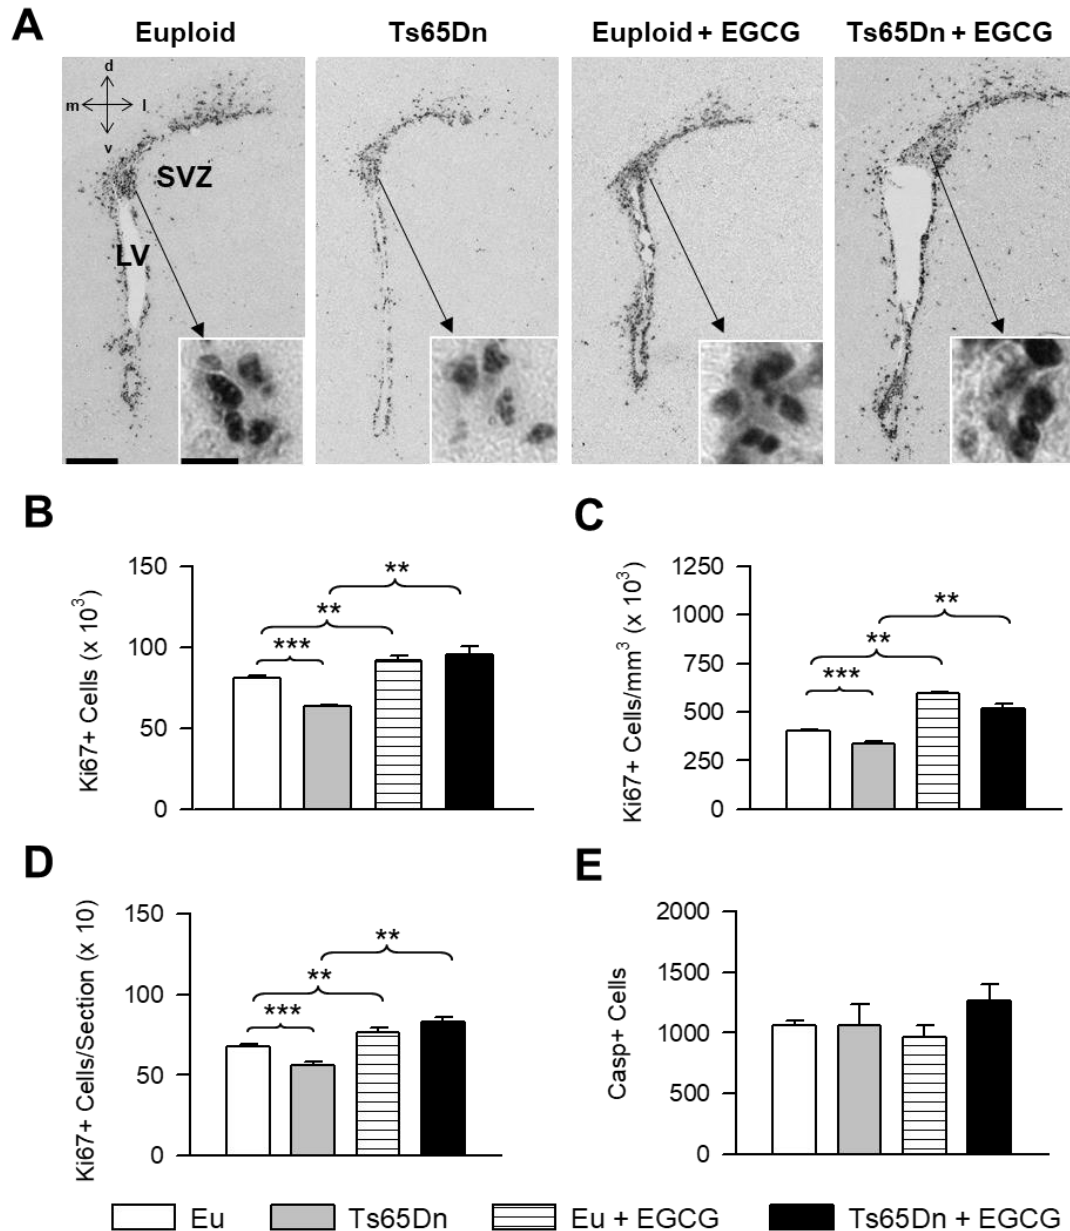 A
Euploid
Ts65Dn
Euploid + EGCG
Ts65Dn + EGCG
d
m
l
v
SVZ
LV
B
Ki67+ Cells (x 10³)
150
100
50
0
***
**
**
C
Ki67+ Cells/mm³ (x 10³)
1250
1000
750
500
250
0
***
**
**
D
Ki67+ Cells/Section (x 10)
150
100
50
0
***
**
**
E
Casp+ Cells
2000
1500
1000
500
0
Eu
Ts65Dn
Eu + EGCG
Ts65Dn + EGCG